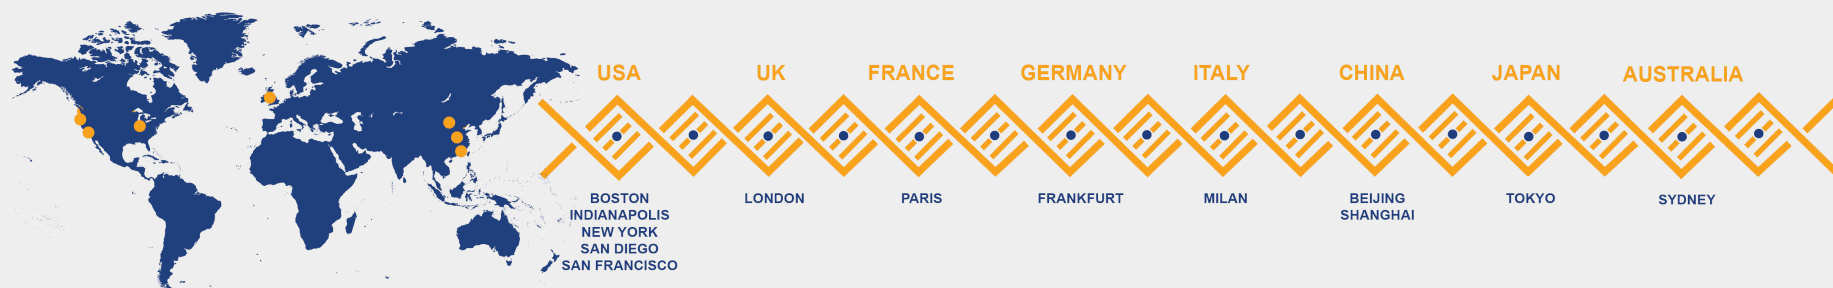 USA
UK
FRANCE
GERMANY
ITALY
CHINA
JAPAN
AUSTRALIA
BOSTON
INDIANAPOLIS
NEW YORK
SAN DIEGO
SAN FRANCISCO
LONDON
PARIS
FRANKFURT
MILAN
BEIJING
SHANGHAI
TOKYO
SYDNEY